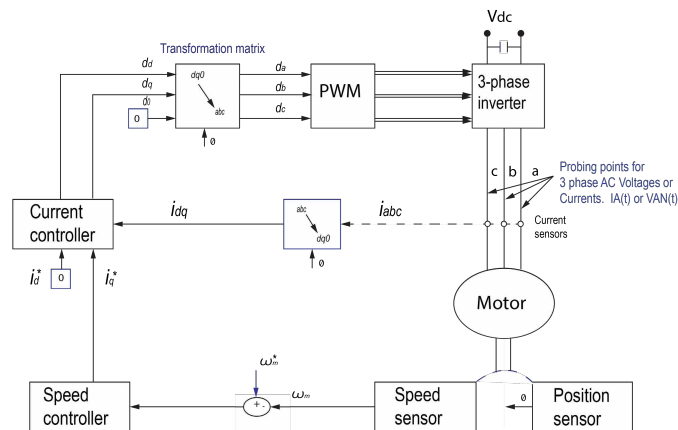 Vdc
Transformation matrix
dd
dq
d0
0
dq0
abc
ø
da
db
dc
PWM
3-phase
inverter
c
b
a
Probing points for
3 phase AC Voltages or
Currents. IA(t) or VAN(t)
Current
sensors
Current
controller
idq
abc
dq0
ø
iabc
id*
0
iq*
Motor
ωm*
ωm
+
-
Speed
controller
Speed
sensor
ø
Position
sensor